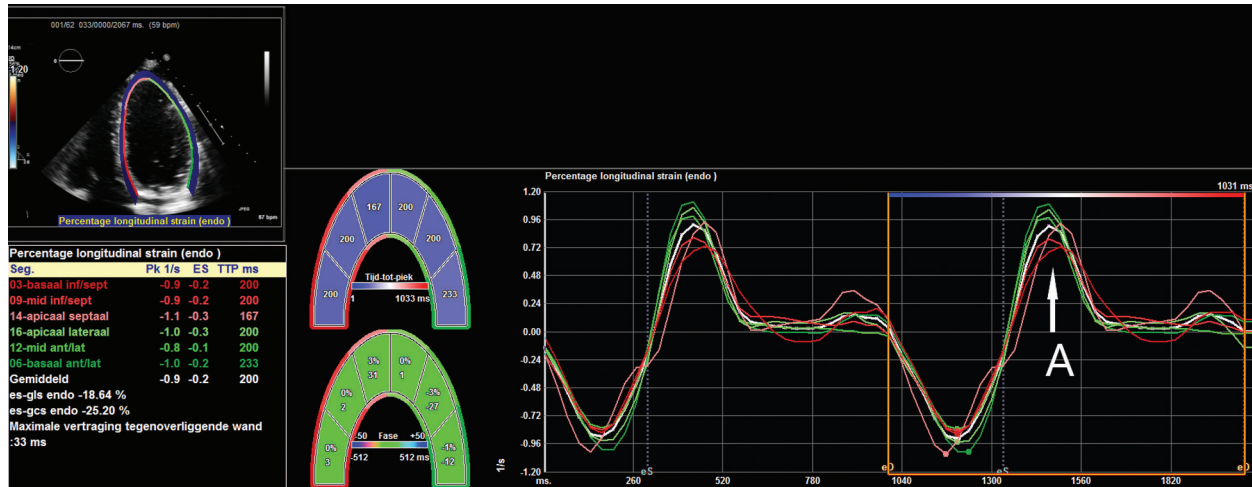 001/62 033/0000/2067 ms. (59 bpm)
14cm
1.20
0
JPEG
57 bpm
Percentage longitudinal strain (endo )
Percentage longitudinal strain (endo )
Seg. Pk 1/s ES TTP ms
03-basaal inf/sept -0.9 -0.2 200
09-mid inf/sept -0.9 -0.2 200
14-apicaal septaal -1.1 -0.3 167
16-apicaal lateraal -1.0 -0.3 200
12-mid ant/lat -0.8 -0.1 200
06-basaal ant/lat -1.0 -0.2 233
Gemiddeld -0.9 -0.2 200
es-gls endo -18.64 %
es-gcs endo -25.20 %
Maximale vertraging tegenoverliggende wand
:33 ms
167 200
200 200
200 233
Tijd-tot-piek
1 1033 ms
3% 0%
31 1
0% -3%
2 -27
0% -1%
3 -12
-50 Fase +50
-512 512 ms
Percentage longitudinal strain (endo )
1031 ms
1.20
0.96
0.72
0.48
0.24
0.00
-0.24
-0.48
-0.72
-0.96
-1.20
1/s
A
eS eD eS eD
ms. 260 520 780 1040 1300 1560 1820